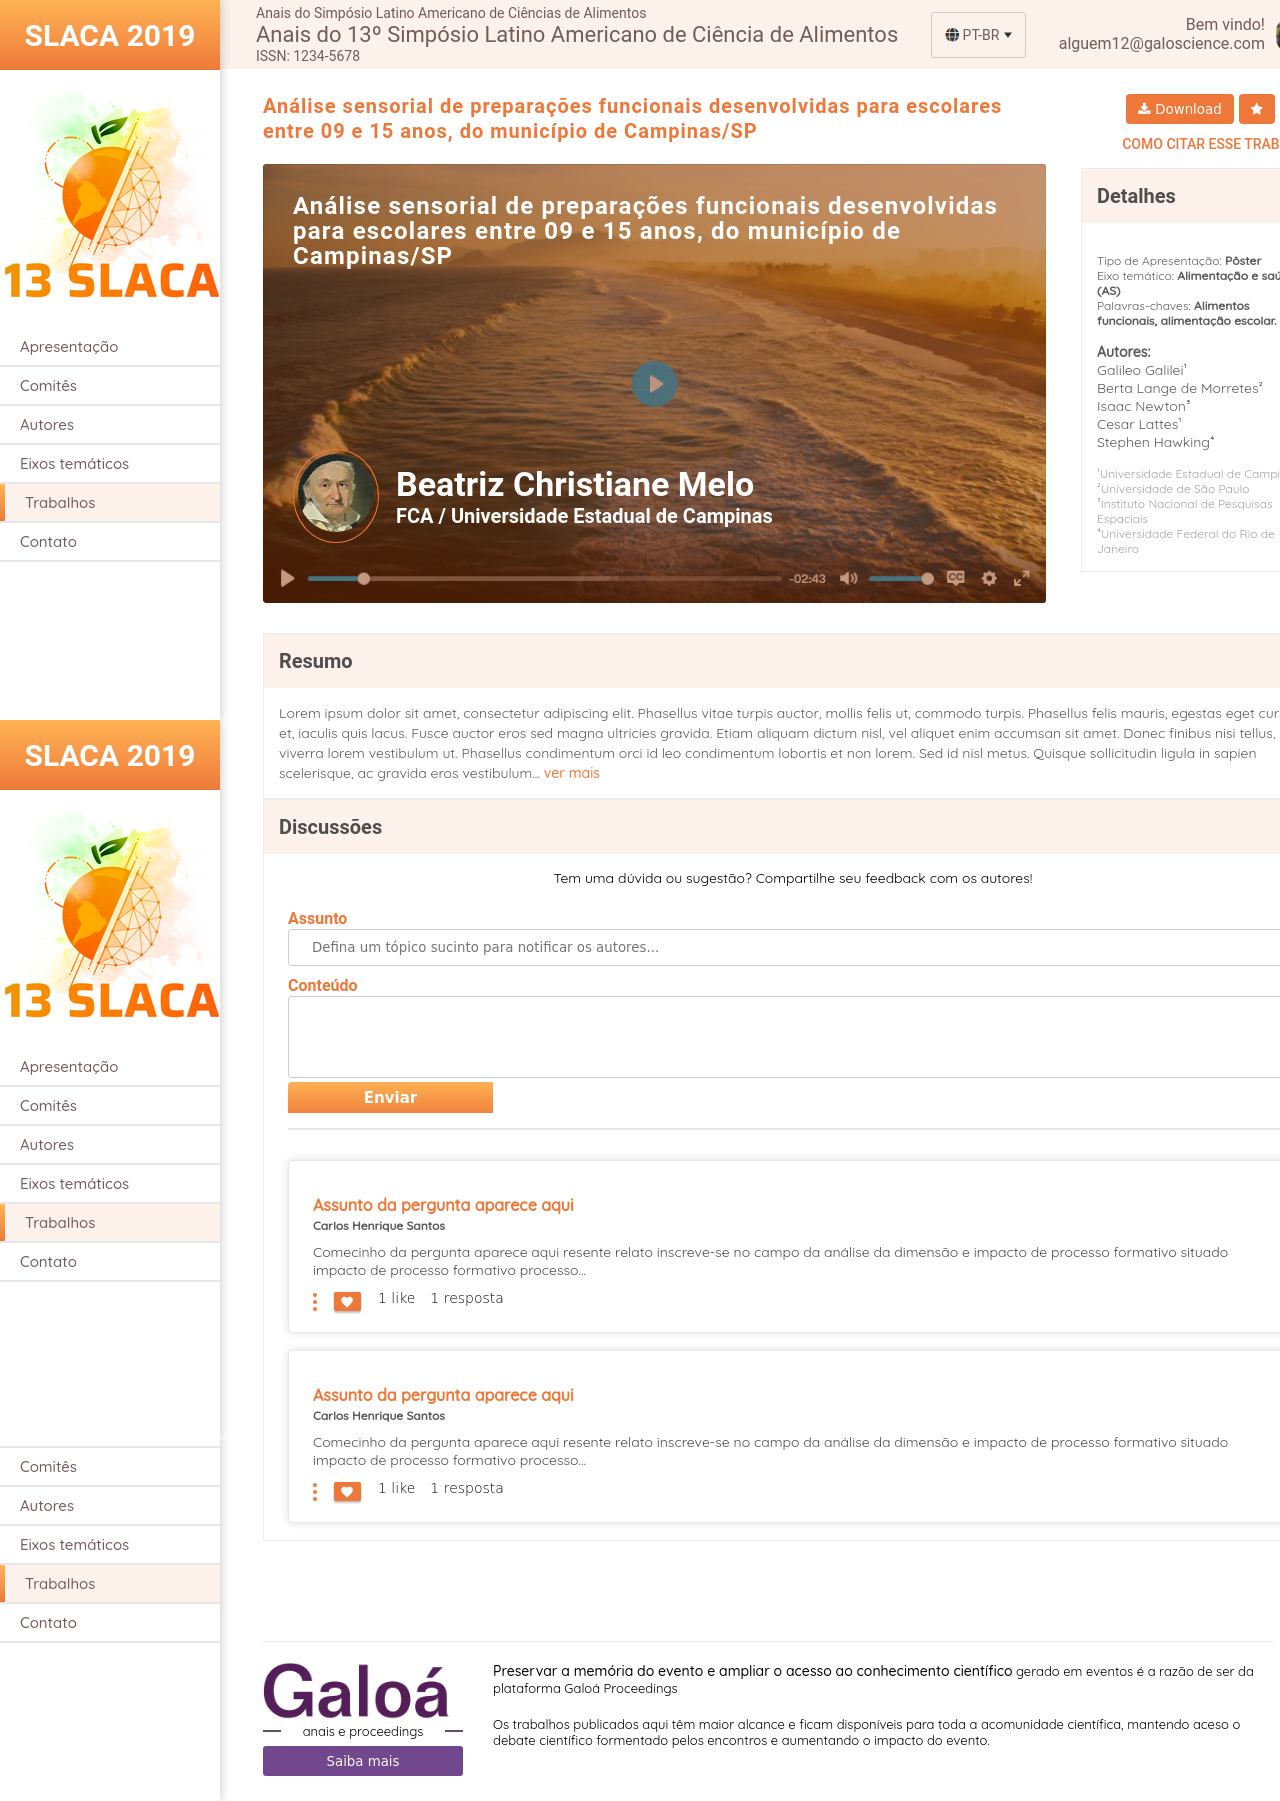 SLACA 2019
13 SLACA
Apresentação
Comitês
Autores
Eixos temáticos
Trabalhos
Contato
SLACA 2019
13 SLACA
Apresentação
Comitês
Autores
Eixos temáticos
Trabalhos
Contato
Comitês
Autores
Eixos temáticos
Trabalhos
Contato
Anais do Simpósio Latino Americano de Ciências de Alimentos
Anais do 13º Simpósio Latino Americano de Ciência de Alimentos
ISSN: 1234-5678
PT-BR
Bem vindo!
alguem12@galoscience.com
Análise sensorial de preparações funcionais desenvolvidas para escolares
entre 09 e 15 anos, do município de Campinas/SP
Download
COMO CITAR ESSE TRAB
Análise sensorial de preparações funcionais desenvolvidas
para escolares entre 09 e 15 anos, do município de
Campinas/SP
Beatriz Christiane Melo
FCA / Universidade Estadual de Campinas
-02:43
CC
Detalhes
Tipo de Apresentação: Pôster
Eixo temático: Alimentação e saú
(AS)
Palavras-chaves: Alimentos
funcionais, alimentação escolar.
Autores:
Galileo Galilei¹
Berta Lange de Morretes²
Isaac Newton³
Cesar Lattes¹
Stephen Hawking⁴
¹Universidade Estadual de Campi
²Universidade de São Paulo
³Instituto Nacional de Pesquisas
Espaciais
⁴Universidade Federal do Rio de
Janeiro
Resumo
Lorem ipsum dolor sit amet, consectetur adipiscing elit. Phasellus vitae turpis auctor, mollis felis ut, commodo turpis. Phasellus felis mauris, egestas eget cur
et, iaculis quis lacus. Fusce auctor eros sed magna ultricies gravida. Etiam aliquam dictum nisl, vel aliquet enim accumsan sit amet. Donec finibus nisi tellus,
viverra lorem vestibulum ut. Phasellus condimentum orci id leo condimentum lobortis et non lorem. Sed id nisl metus. Quisque sollicitudin ligula in sapien
scelerisque, ac gravida eros vestibulum... ver mais
Discussões
Tem uma dúvida ou sugestão? Compartilhe seu feedback com os autores!
Assunto
Defina um tópico sucinto para notificar os autores...
Conteúdo
Enviar
Assunto da pergunta aparece aqui
Carlos Henrique Santos
Comecinho da pergunta aparece aqui resente relato inscreve-se no campo da análise da dimensão e impacto de processo formativo situado
impacto de processo formativo processo...
1 like 1 resposta
Assunto da pergunta aparece aqui
Carlos Henrique Santos
Comecinho da pergunta aparece aqui resente relato inscreve-se no campo da análise da dimensão e impacto de processo formativo situado
impacto de processo formativo processo...
1 like 1 resposta
Galoá
anais e proceedings
Saiba mais
Preservar a memória do evento e ampliar o acesso ao conhecimento científico gerado em eventos é a razão de ser da
plataforma Galoá Proceedings
Os trabalhos publicados aqui têm maior alcance e ficam disponíveis para toda a acomunidade científica, mantendo aceso o
debate científico formentado pelos encontros e aumentando o impacto do evento.